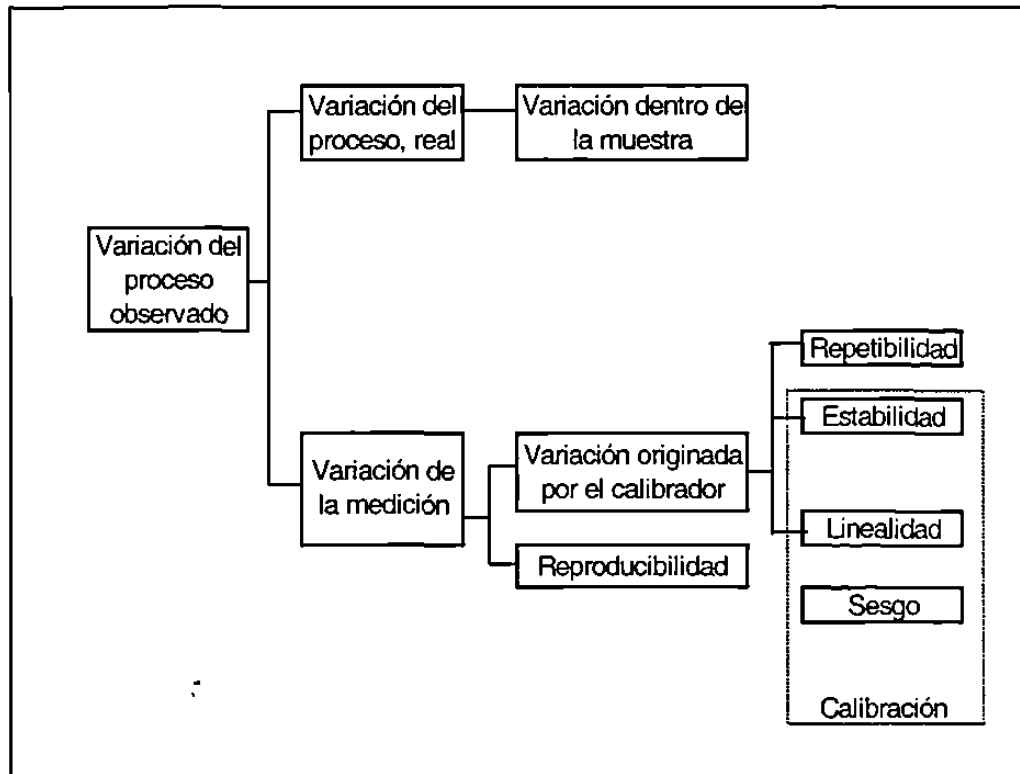 Variación del
proceso, real
Variación dentro de
la muestra
Variación del
proceso
observado
Repetibilidad
Estabilidad
Variación de
la medición
Variación originada
por el calibrador
Linealidad
Reproducibilidad
Sesgo
Calibración